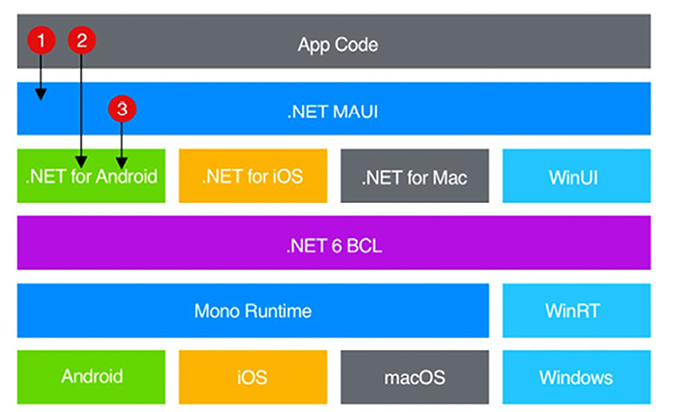 App Code
1 2
.NET MAUI
3
.NET for Android .NET for iOS .NET for Mac WinUI
.NET 6 BCL
Mono Runtime WinRT
Android iOS macOS Windows